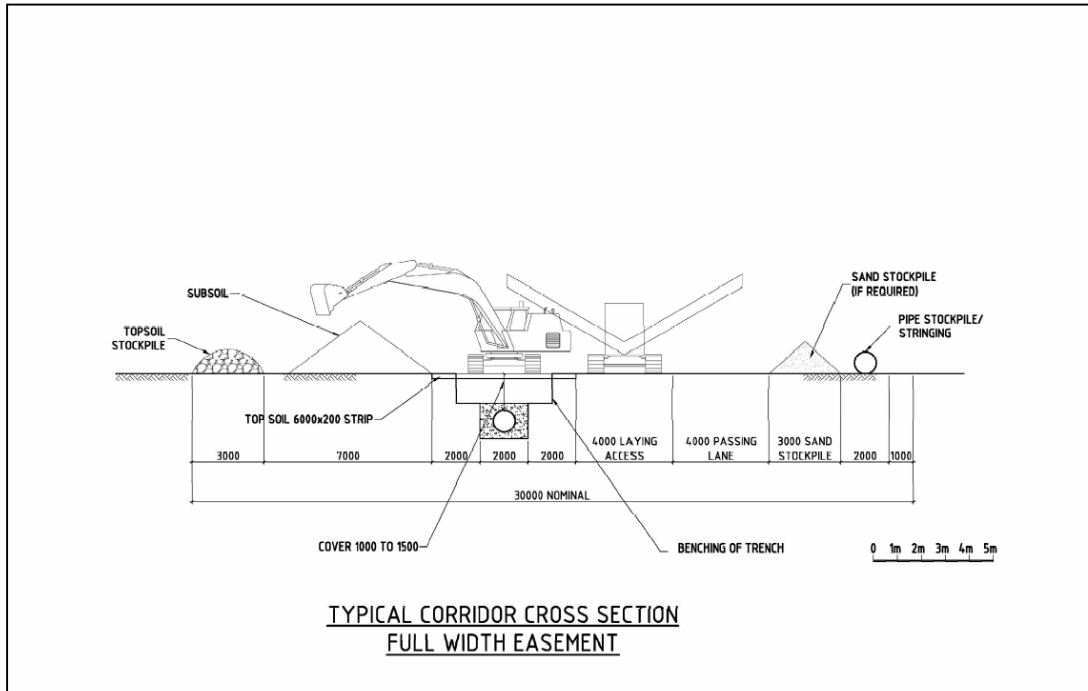 SUBSOIL
SAND STOCKPILE
(IF REQUIRED)
PIPE STOCKPILE/
STRINGING
TOPSOIL
STOCKPILE
TOP SOIL 6000x200 STRIP
4000 LAYING
ACCESS
4000 PASSING
LANE
3000 SAND
STOCKPILE
3000
7000
2000
2000
2000
2000
1000
30000 NOMINAL
COVER 1000 TO 1500
BENCHING OF TRENCH
0 1m 2m 3m 4m 5m
TYPICAL CORRIDOR CROSS SECTION
FULL WIDTH EASEMENT